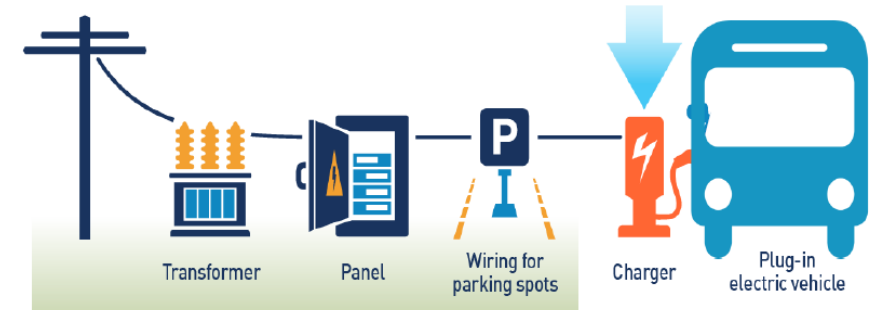 P
Transformer
Panel
Wiring for
parking spots
Charger
Plug-in
electric vehicle